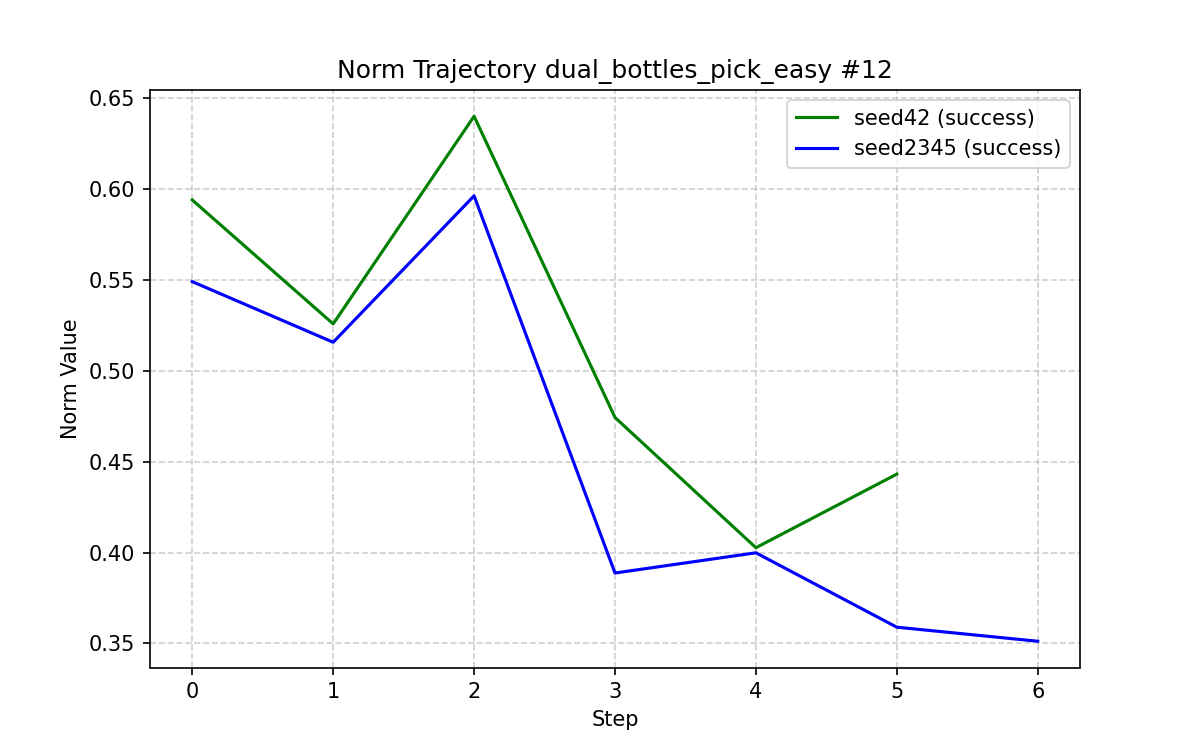 Norm Trajectory dual_bottles_pick_easy #12
seed42 (success)
seed2345 (success)
Norm Value
0.65
0.60
0.55
0.50
0.45
0.40
0.35
0 1 2 3 4 5 6
Step